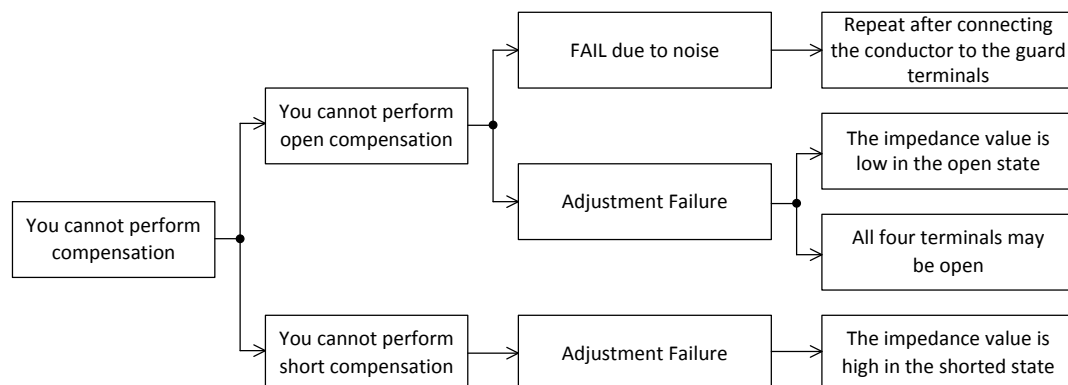 You cannot perform
compensation
You cannot perform
open compensation
FAIL due to noise
Repeat after connecting
the conductor to the guard
terminals
Adjustment Failure
The impedance value is
low in the open state
All four terminals may
be open
You cannot perform
short compensation
Adjustment Failure
The impedance value is
high in the shorted state